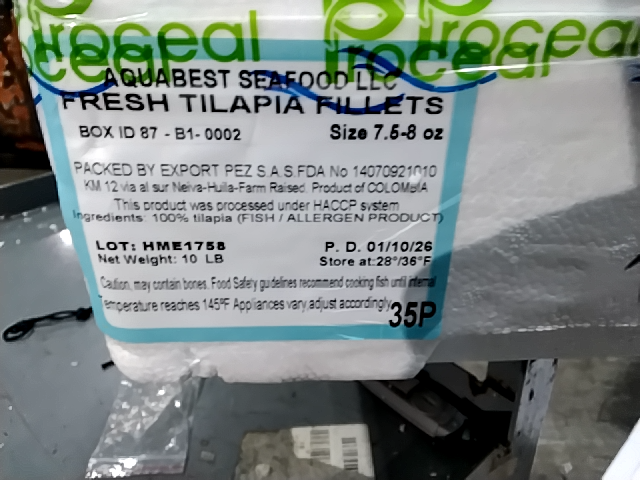 Proceal Proceal
Proceal Proceal
AQUABEST SEAFOOD LLC
FRESH TILAPIA FILLETS
BOX ID 87 - B1- 0002 Size 7.5-8 oz
PACKED BY EXPORT PEZ S.A.S.FDA No 14070921010
KM 12 via al sur Neiva-Huila-Farm Raised. Product of COLOMBIA
This product was processed under HACCP system
Ingredients: 100% tilapia (FISH / ALLERGEN PRODUCT)
LOT: HME1758 P. D. 01/10/26
Net Weight: 10 LB Store at:28°/36°F
Caution, may contain bones. Food Safety guidelines recommend cooking fish until internal
temperature reaches 145°F Appliances vary,adjust accordingly.
35P